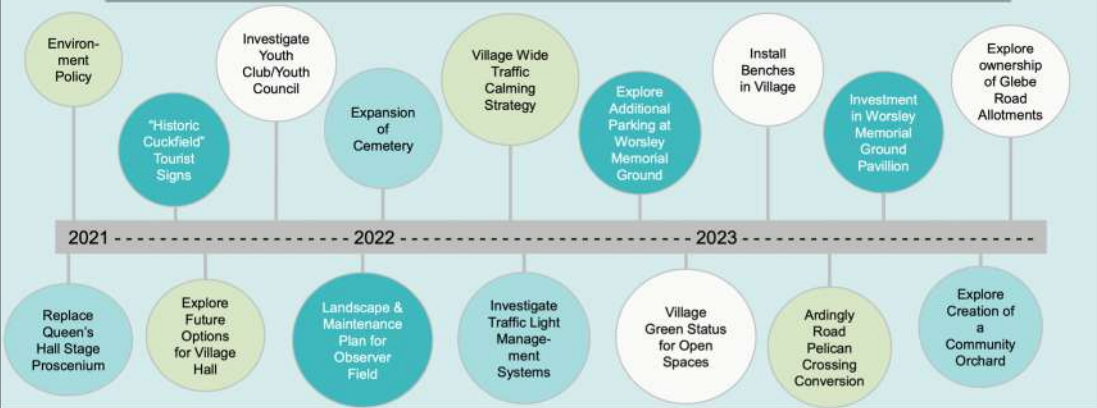 Environ-
ment
Policy
"Historic
Cuckfield"
Tourist
Signs
Investigate
Youth
Club/Youth
Council
Expansion
of
Cemetery
Village Wide
Traffic
Calming
Strategy
Explore
Additional
Parking at
Worsley
Memorial
Ground
Install
Benches
in Village
Investment
in Worsley
Memorial
Ground
Pavillion
Explore
ownership
of Glebe
Road
Allotments
2021 - - - - - - - - - - - - - - - - - - - - - - - - 2022 - - - - - - - - - - - - - - - - - - - - - - - - - - - - - 2023 - - - - - - - - - - - - - - - - - - - - - - - - - - - - - -
Replace
Queen's
Hall Stage
Proscenium
Explore
Future
Options
for Village
Hall
Landscape &
Maintenance
Plan for
Observer
Field
Investigate
Traffic Light
Manage-
ment
Systems
Village
Green Status
for Open
Spaces
Ardingly
Road
Pelican
Crossing
Conversion
Explore
Creation of
a
Community
Orchard